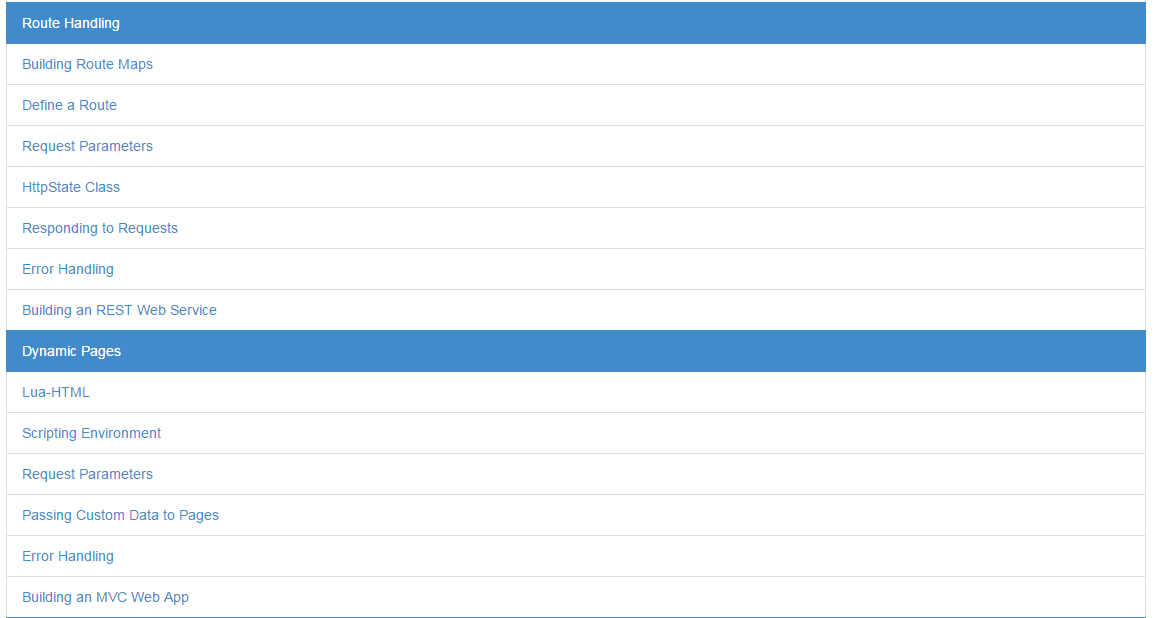 Route Handling
Building Route Maps
Define a Route
Request Parameters
HttpState Class
Responding to Requests
Error Handling
Building an REST Web Service
Dynamic Pages
Lua-HTML
Scripting Environment
Request Parameters
Passing Custom Data to Pages
Error Handling
Building an MVC Web App